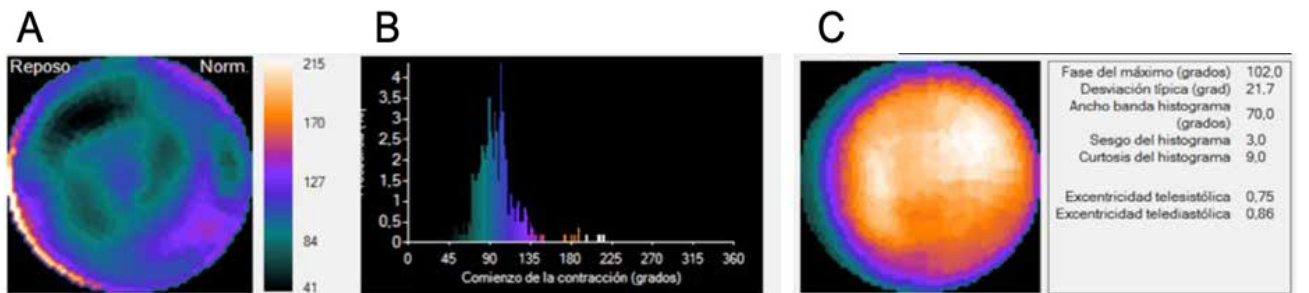 A
B
C
Reposo Norm.
215
170
127
84
41
4
3,5
3
2,5
2
1,5
1
0,5
0
0 45 90 135 180 225 270 315 360
Comienzo de la contracción (grados)
Fase del máximo (grados) 102,0
Desviación típica (grad) 21,7
Ancho banda histograma
(grados) 70,0
Sesgo del histograma 3,0
Curtosis del histograma 9,0
Excentricidad telesistólica 0,75
Excentricidad telediastólica 0,86